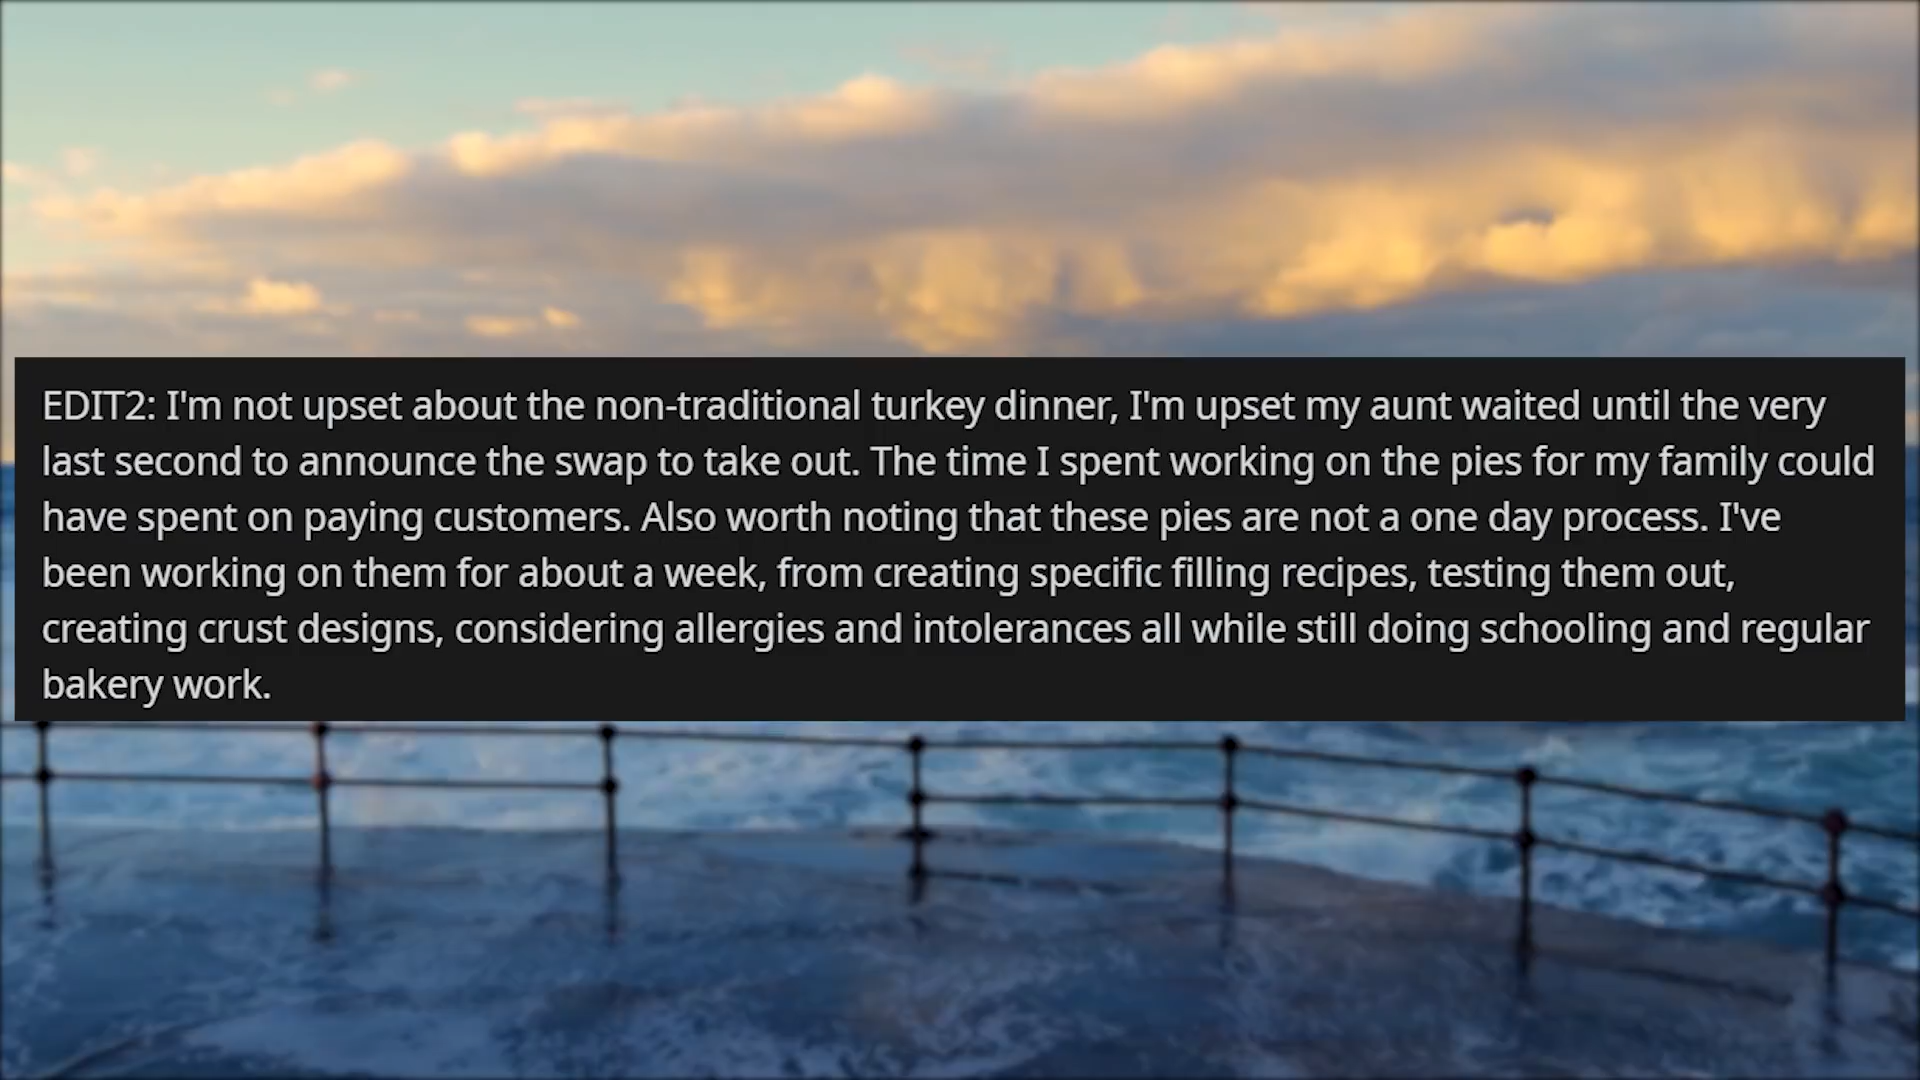 EDIT2: I'm not upset about the non-traditional turkey dinner, I'm upset my aunt waited until the very
last second to announce the swap to take out. The time I spent working on the pies for my family could
have spent on paying customers. Also worth noting that these pies are not a one day process. I've
been working on them for about a week, from creating specific filling recipes, testing them out,
creating crust designs, considering allergies and intolerances all while still doing schooling and regular
bakery work.